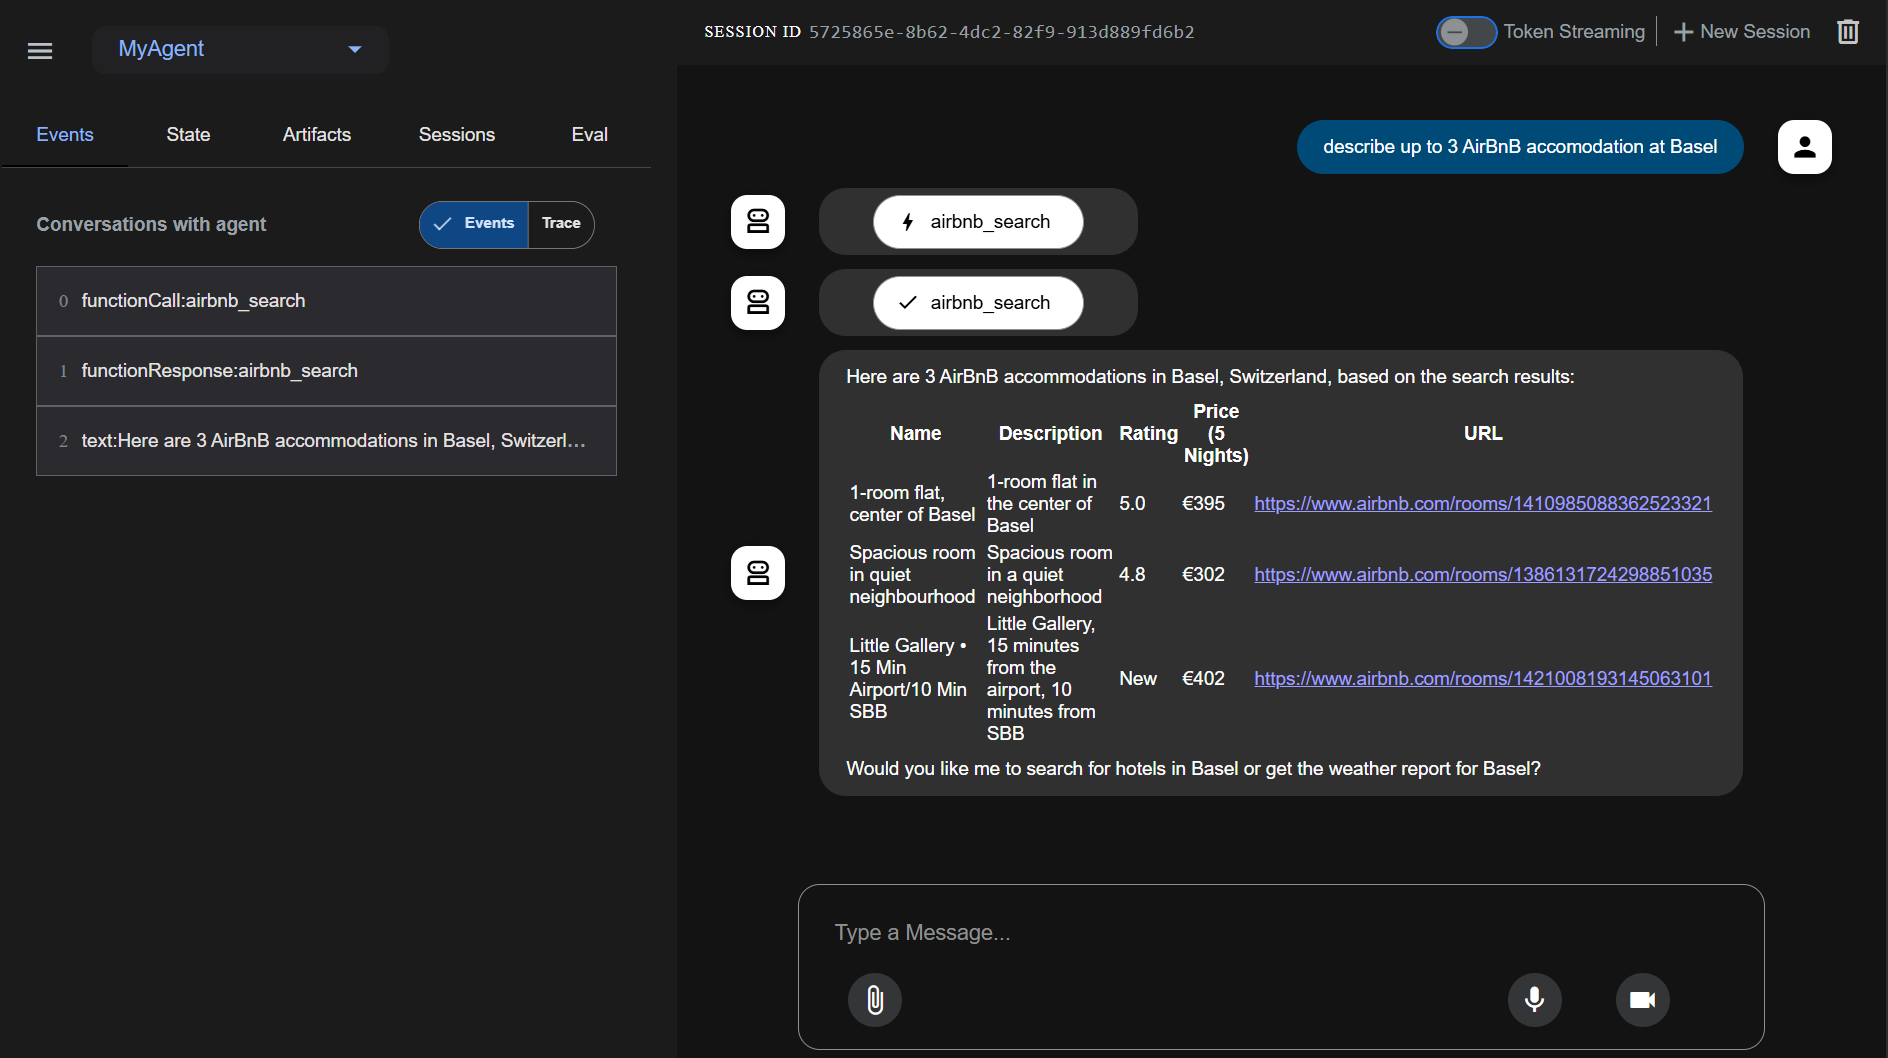 MyAgent
SESSION ID 5725865e-8b62-4dc2-82f9-913d889fd6b2
Token Streaming
New Session
Events
State
Artifacts
Sessions
Eval
Conversations with agent
Events
Trace
0 functionCall:airbnb_search
1 functionResponse:airbnb_search
2 text:Here are 3 AirBnB accommodations in Basel, Switzerl...
describe up to 3 AirBnB accomodation at Basel
airbnb_search
airbnb_search
Here are 3 AirBnB accommodations in Basel, Switzerland, based on the search results:
Name
Description
Rating
Price
(5
Nights)
URL
1-room flat,
center of Basel
1-room flat in
the center of
Basel
5.0
€395
https://www.airbnb.com/rooms/1410985088362523321
Spacious room
in quiet
neighbourhood
Spacious room
in a quiet
neighborhood
4.8
€302
https://www.airbnb.com/rooms/1386131724298851035
Little Gallery •
15 Min
Airport/10 Min
SBB
Little Gallery,
15 minutes
from the
airport, 10
minutes from
SBB
New
€402
https://www.airbnb.com/rooms/1421008193145063101
Would you like me to search for hotels in Basel or get the weather report for Basel?
Type a Message...